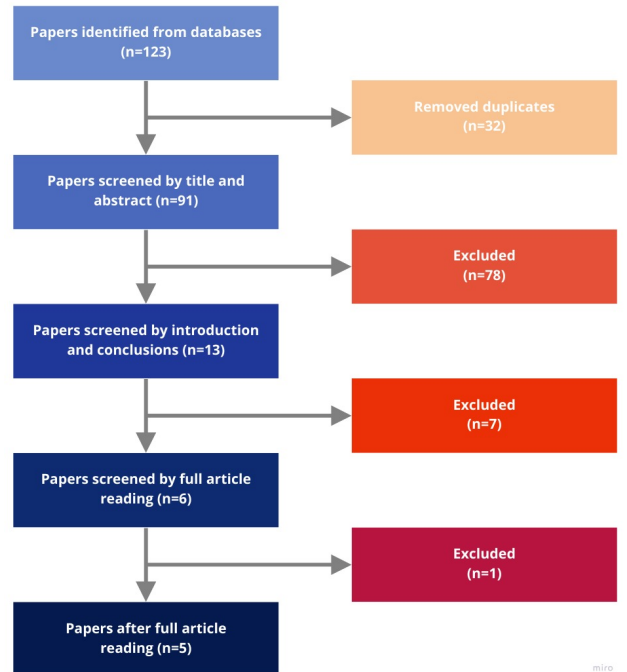 Papers identified from databases
(n=123)
Removed duplicates
(n=32)
Papers screened by title and
abstract (n=91)
Excluded
(n=78)
Papers screened by introduction
and conclusions (n=13)
Excluded
(n=7)
Papers screened by full article
reading (n=6)
Excluded
(n=1)
Papers after full article
reading (n=5)
miro